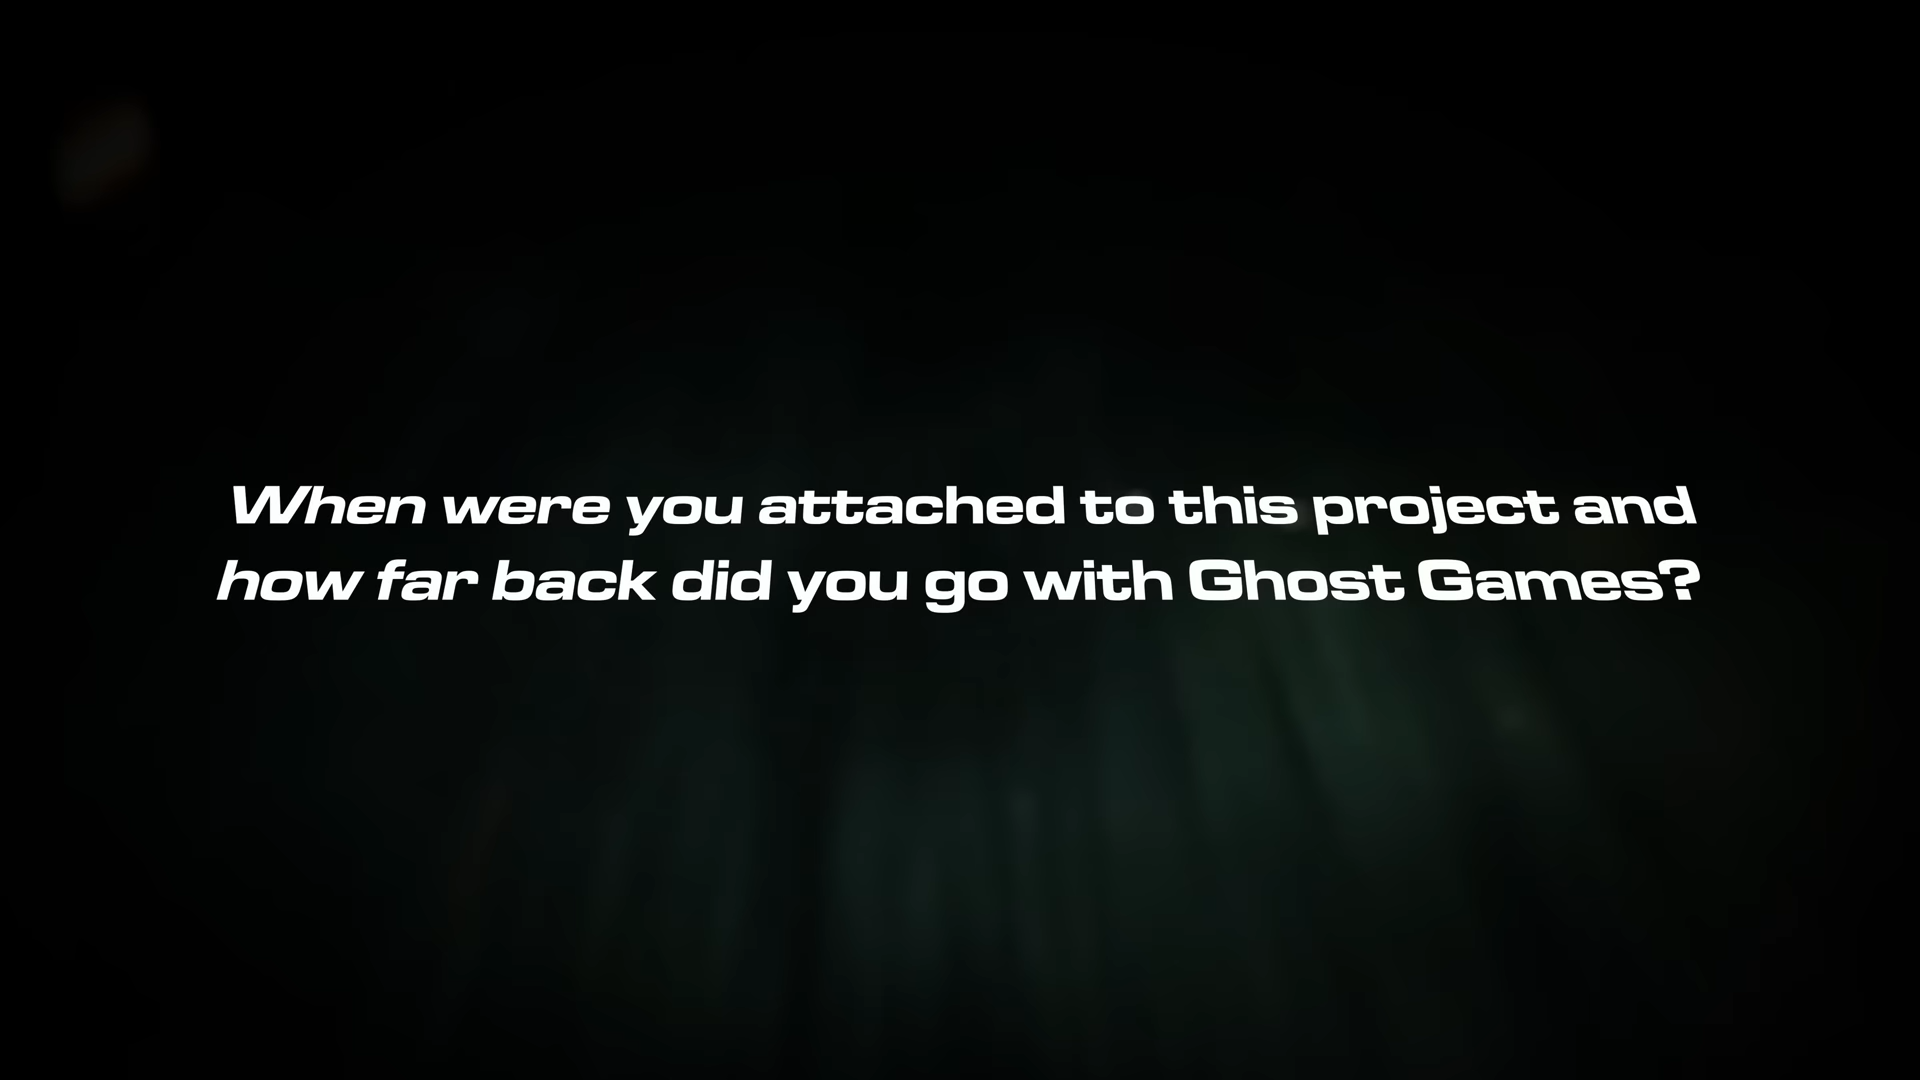 When were you attached to this project and
how far back did you go with Ghost Games?